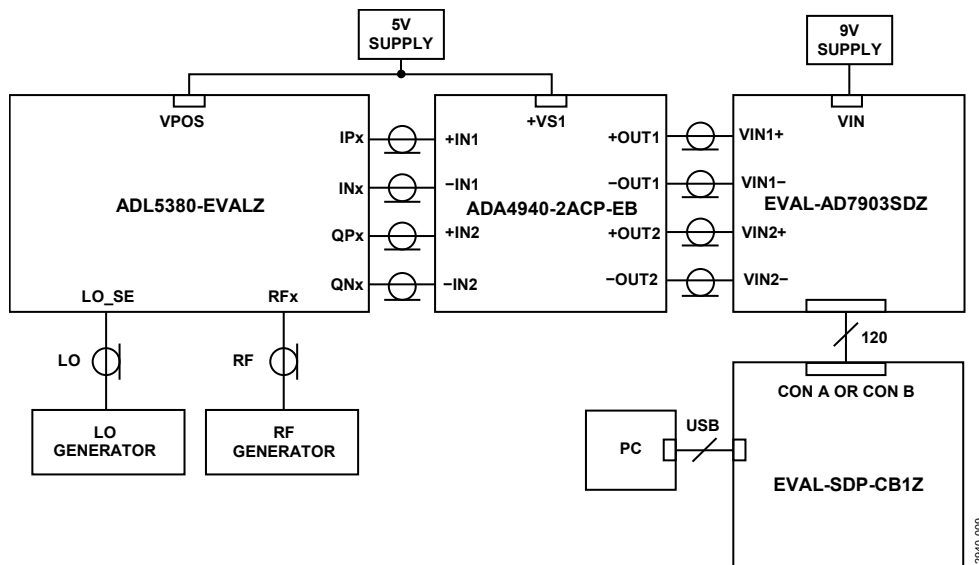 5V
SUPPLY
9V
SUPPLY
VPOS
+VS1
VIN
IPx
+IN1
+OUT1
VIN1+
INx
−IN1
−OUT1
VIN1−
ADL5380-EVALZ
ADA4940-2ACP-EB
EVAL-AD7903SDZ
QPx
+IN2
+OUT2
VIN2+
QNx
−IN2
−OUT2
VIN2−
LO_SE
RFx
LO
RF
120
CON A OR CON B
LO
GENERATOR
RF
GENERATOR
PC
USB
EVAL-SDP-CB1Z